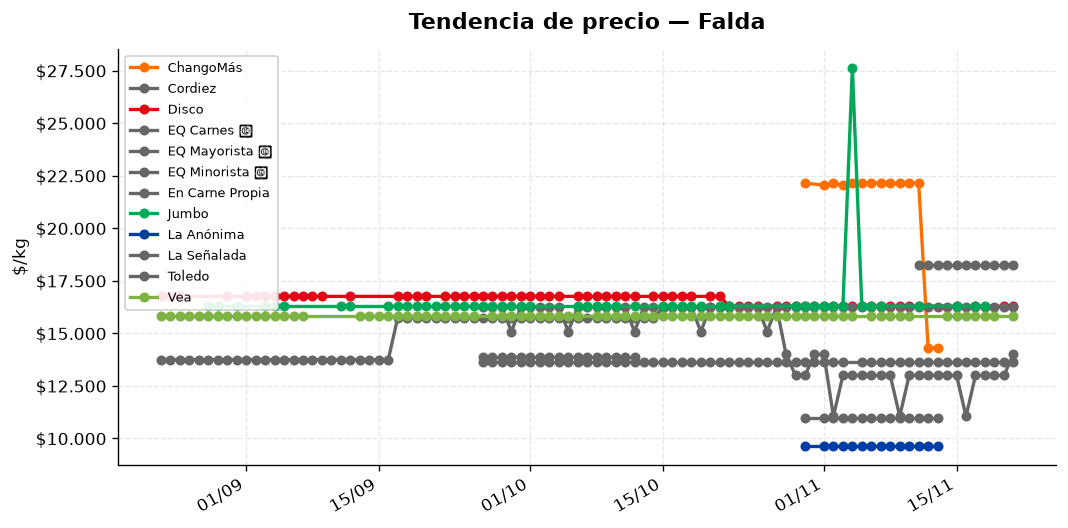 Tendencia de precio — Falda
$/kg
$27.500
$25.000
$22.500
$20.000
$17.500
$15.000
$12.500
$10.000
ChangoMás
Cordiez
Disco
EQ Carnes
EQ Mayorista
EQ Minorista
En Carne Propia
Jumbo
La Anónima
La Señalada
Toledo
Vea
01/09
15/09
01/10
15/10
01/11
15/11